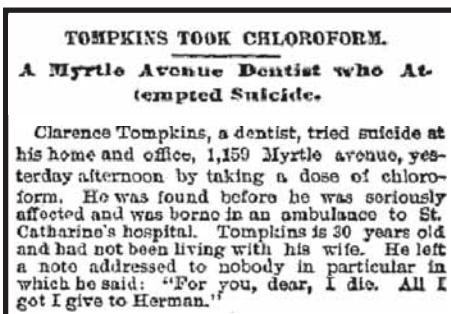 TOMPKINS TOOK CHLOROFORM.
A Myrtle Avenue Dentist who At-
tempted Suicide.
Clarence Tompkins, a dentist, tried suicide at
his home and office, 1,159 Myrtle avenue, yes-
terday afternoon by taking a dose of chloro-
form. He was found before he was seriously
affected and was borne in an ambulance to St.
Catharine's hospital. Tompkins is 30 years old
and had not been living with his wife. He left
a note addressed to nobody in particular in
which he said: "For you, dear, I die. All I
got I give to Herman."